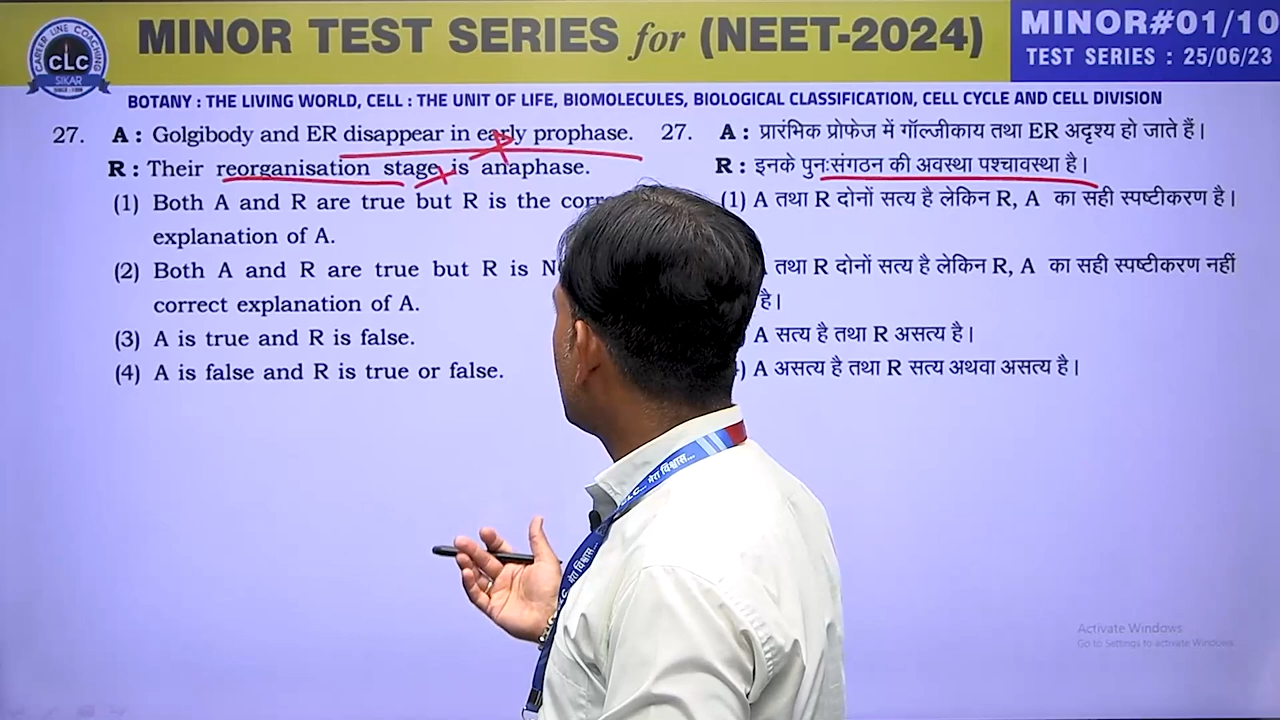 MINOR TEST SERIES for (NEET-2024)
MINOR#01/10
TEST SERIES : 25/06/23
CAREER LINE COACHING
CLC
SIKAR
BOTANY : THE LIVING WORLD, CELL : THE UNIT OF LIFE, BIOMOLECULES, BIOLOGICAL CLASSIFICATION, CELL CYCLE AND CELL DIVISION
27. A : Golgibody and ER disappear in early prophase.
R : Their reorganisation stage is anaphase.
(1) Both A and R are true but R is the corr
explanation of A.
(2) Both A and R are true but R is N
correct explanation of A.
(3) A is true and R is false.
(4) A is false and R is true or false.
27. A : प्रारंभिक प्रोफेज में गॉल्जीकाय तथा ER अदृश्य हो जाते हैं।
R : इनके पुनःसंगठन की अवस्था पश्चावस्था है।
(1) A तथा R दोनों सत्य है लेकिन R, A का सही स्पष्टीकरण है।
तथा R दोनों सत्य है लेकिन R, A का सही स्पष्टीकरण नहीं
है।
A सत्य है तथा R असत्य है।
) A असत्य है तथा R सत्य अथवा असत्य है।
मेरा विश्वास...
Activate Windows
Go to Settings to activate Windows.